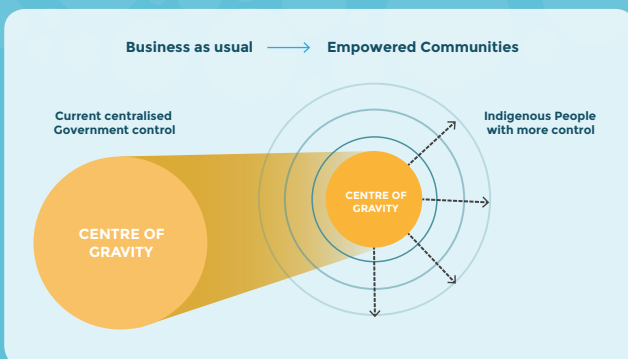 Business as usual
Empowered Communities
Current centralised
Government control
Indigenous People
with more control
CENTRE OF
GRAVITY
CENTRE OF
GRAVITY